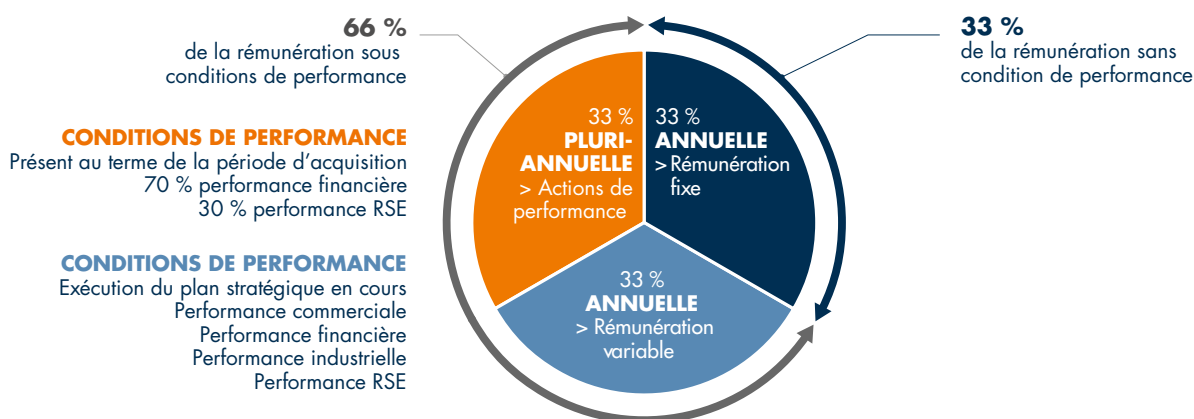 66 %
de la rémunération sous
conditions de performance
33 %
de la rémunération sans
condition de performance
CONDITIONS DE PERFORMANCE
Présent au terme de la période d'acquisition
70 % performance financière
30 % performance RSE
CONDITIONS DE PERFORMANCE
Exécution du plan stratégique en cours
Performance commerciale
Performance financière
Performance industrielle
Performance RSE
33 %
PLURI-
ANNUELLE
> Actions de
performance
33 %
ANNUELLE
> Rémunération
fixe
33 %
ANNUELLE
> Rémunération
variable